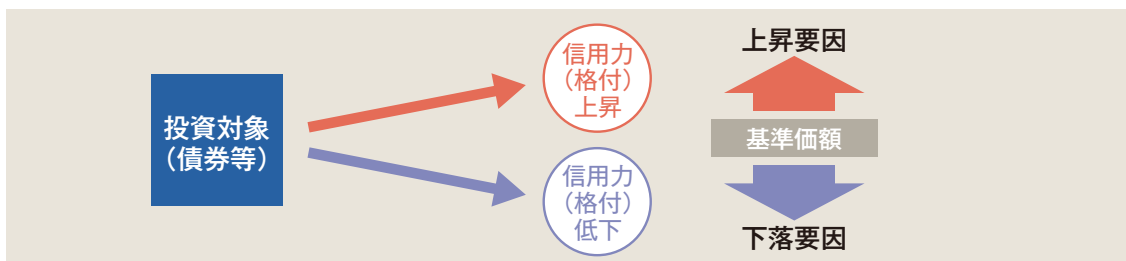 投資対象
（債券等）
信用力
（格付）
上昇
信用力
（格付）
低下
上昇要因
基準価額
下落要因